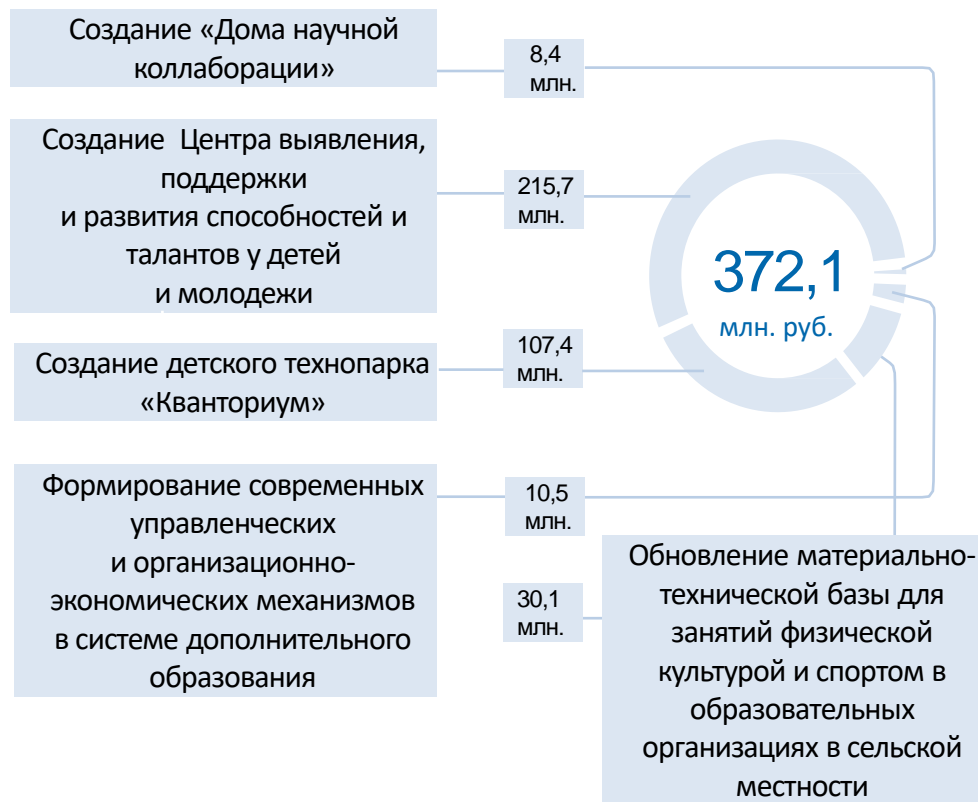 Создание «Дома научной
коллаборации»
8,4
млн.
Создание Центра выявления,
поддержки
и развития способностей и
талантов у детей
и молодежи
215,7
млн.
372,1
млн. руб.
Создание детского технопарка
«Кванториум»
107,4
млн.
Формирование современных
управленческих
и организационно-
экономических механизмов
в системе дополнительного
образования
10,5
млн.
30,1
млн.
Обновление материально-
технической базы для
занятий физической
культурой и спортом в
образовательных
организациях в сельской
местности